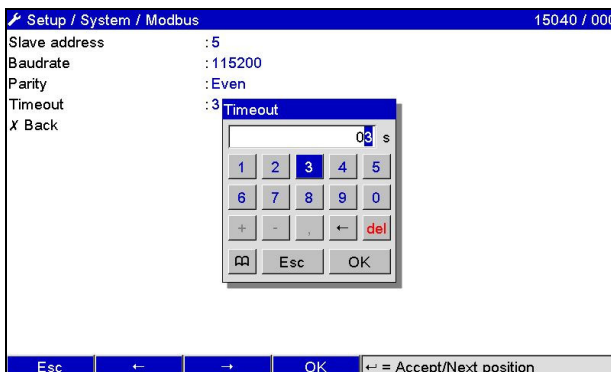 Setup / System / Modbus 15040 / 000
Slave address :5
Baudrate :115200
Parity :Even
Timeout :3
X Back
Timeout
03 s
1 2 3 4 5
6 7 8 9 0
+ - , ← del
Esc OK
Esc ← → OK ↵ = Accept/Next position